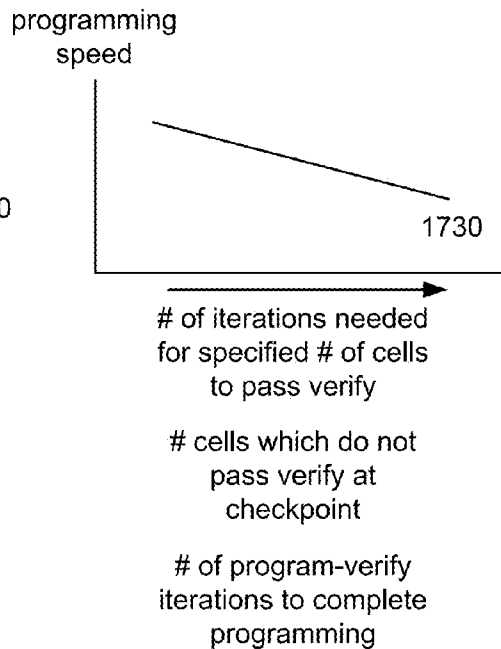 programming
speed
0
1730
# of iterations needed
for specified # of cells
to pass verify
# cells which do not
pass verify at
checkpoint
# of program-verify
iterations to complete
programming